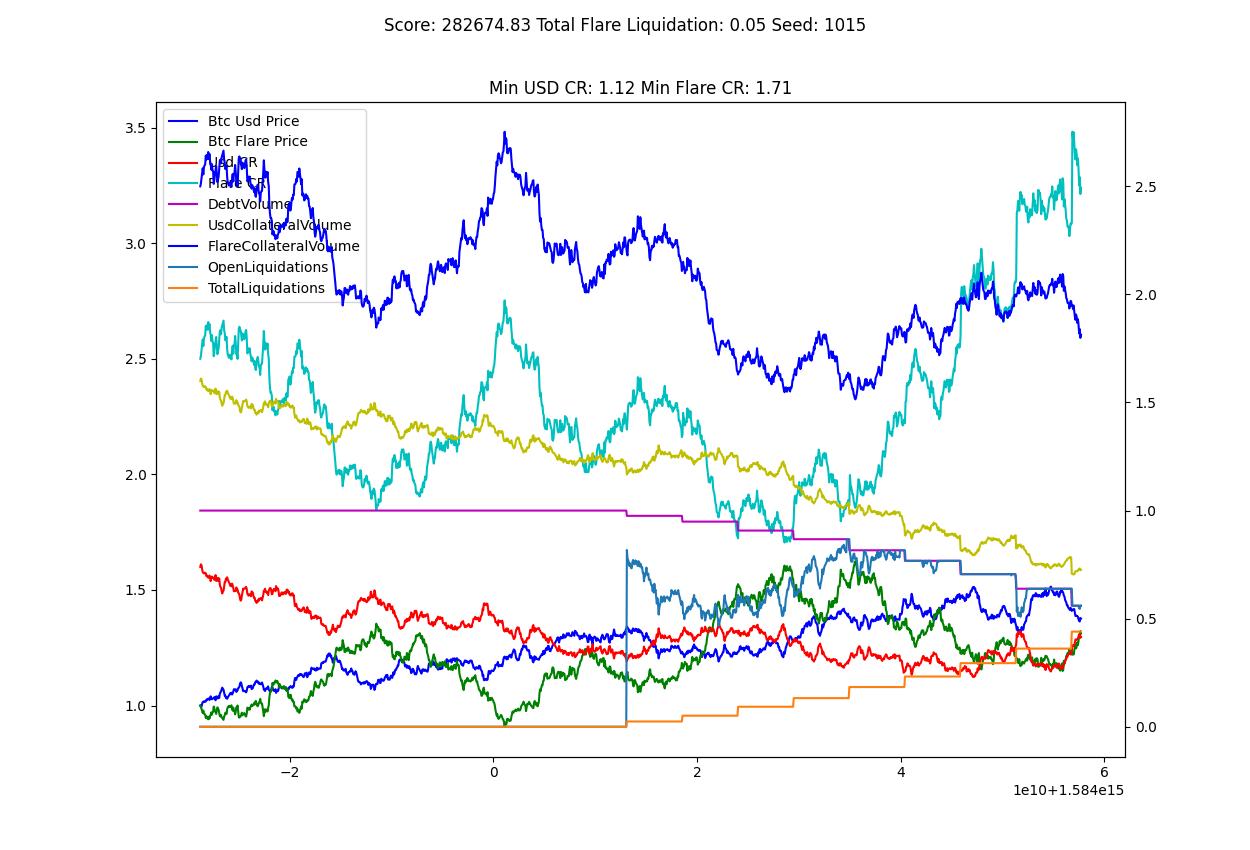 Score: 282674.83 Total Flare Liquidation: 0.05 Seed: 1015
Min USD CR: 1.12 Min Flare CR: 1.71
Btc Usd Price
Btc Flare Price
Usd CR
Flare CR
DebtVolume
UsdCollateralVolume
FlareCollateralVolume
OpenLiquidations
TotalLiquidations
3.5
3.0
2.5
2.0
1.5
1.0
2.5
2.0
1.5
1.0
0.5
0.0
−2 0 2 4 6
1e10+1.584e15